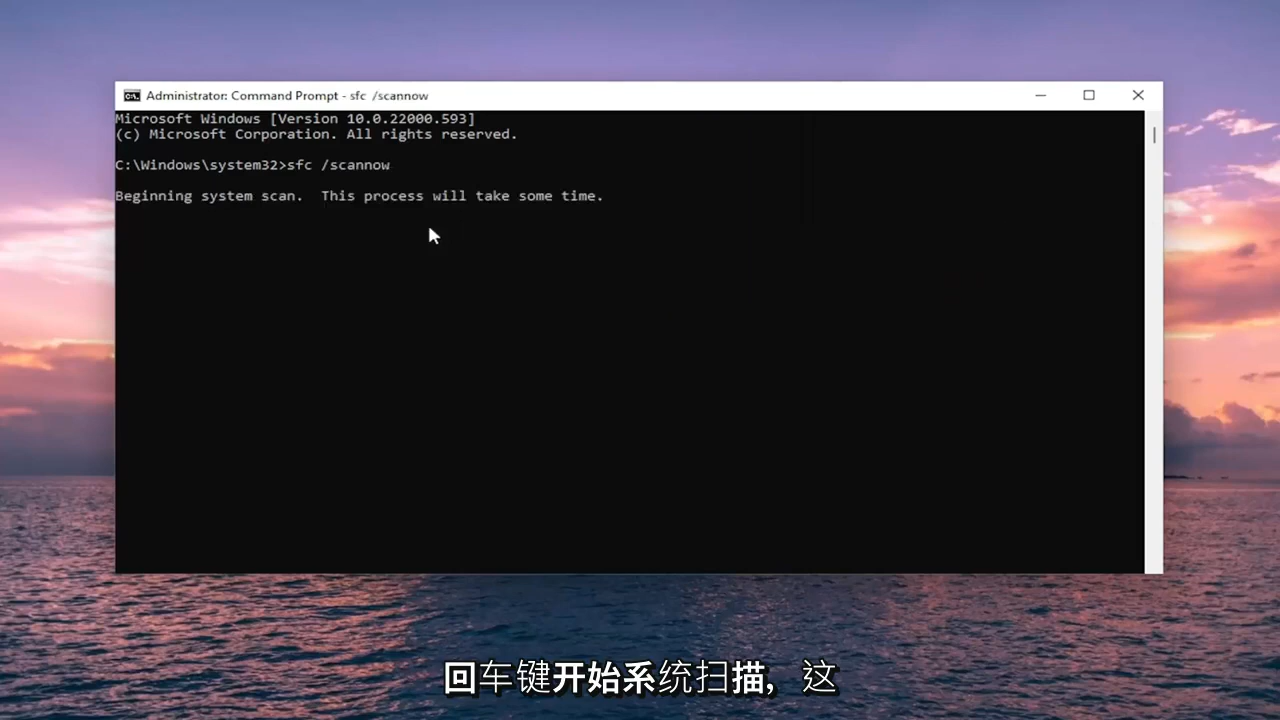 Administrator: Command Prompt - sfc /scannow
Microsoft Windows [Version 10.0.22000.593]
(c) Microsoft Corporation. All rights reserved.
C:\Windows\system32>sfc /scannow
Beginning system scan.  This process will take some time.
回车键开始系统扫描，这